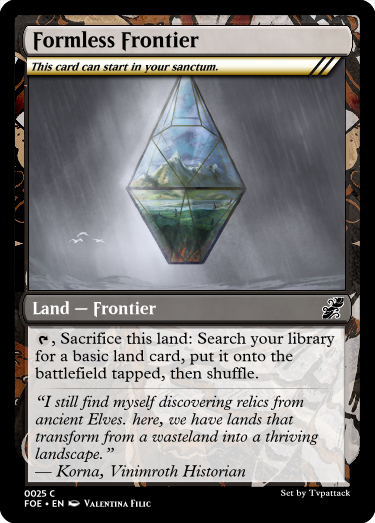 Formless Frontier
This card can start in your sanctum.
Land — Frontier
, Sacrifice this land: Search your library
for a basic land card, put it onto the
battlefield tapped, then shuffle.
“I still find myself discovering relics from
ancient Elves. here, we have lands that
transform from a wasteland into a thriving
landscape.”
— Korna, Vinimroth Historian
0025 C
Set by Tvpattack
FOE • EN Valentina Filic